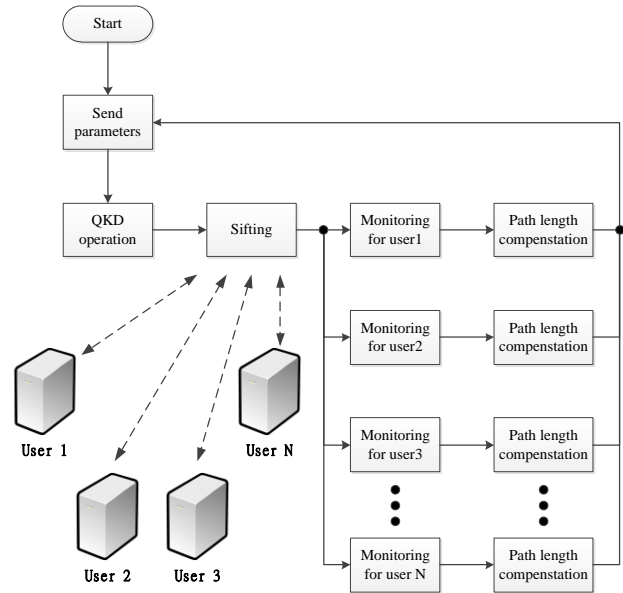 Start
Send
parameters
QKD
operation
Sifting
Monitoring
for user1
Path length
compenstation
Monitoring
for user2
Path length
compenstation
Monitoring
for user3
Path length
compenstation
Monitoring
for user N
Path length
compenstation
User 1
User N
User 2
User 3